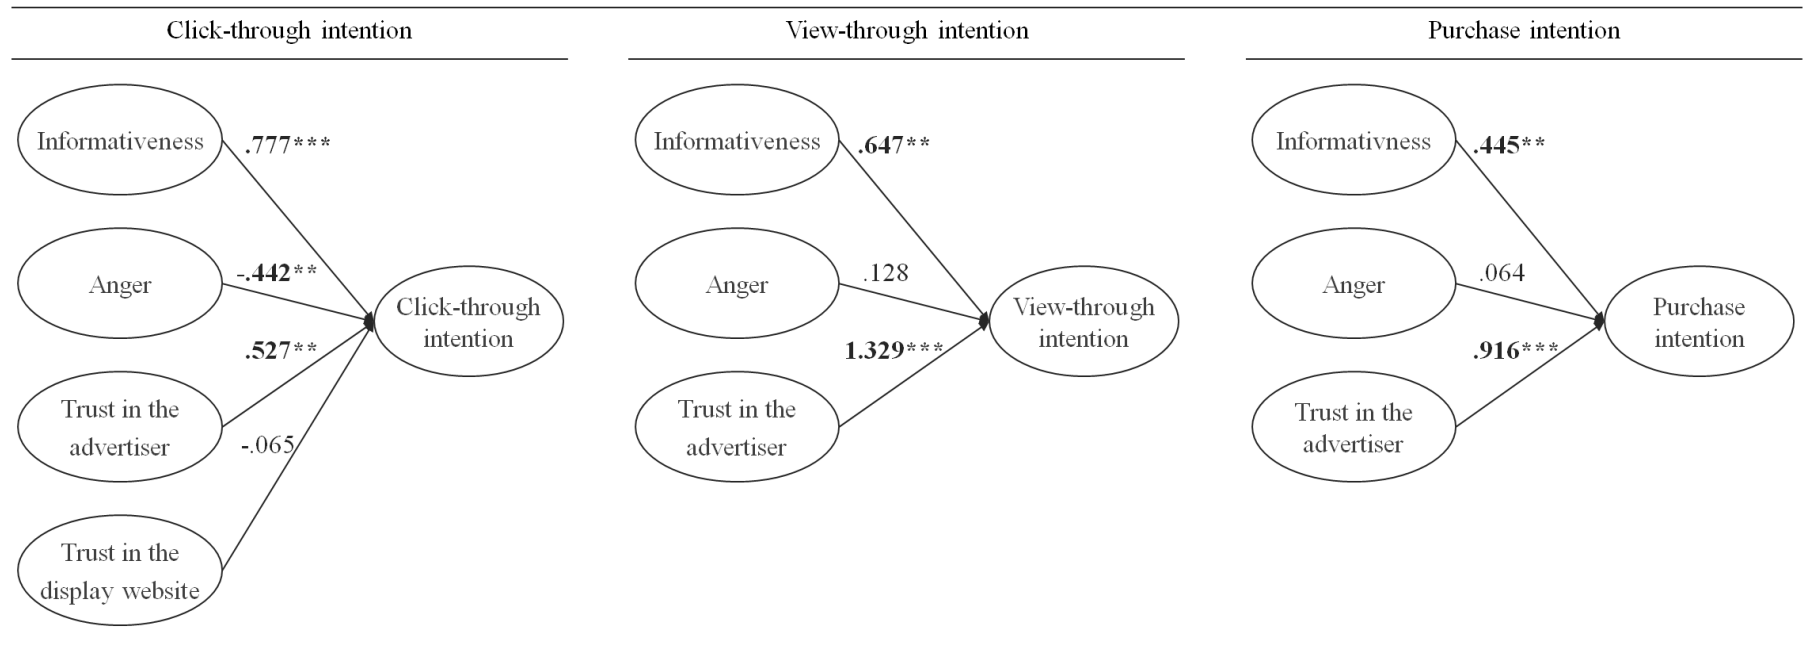 Click-through intention
Informativeness
.777***
Anger
-.442**
Trust in the
advertiser
.527**
Trust in the
display website
-.065
Click-through
intention
View-through intention
Informativeness
.647**
Anger
.128
Trust in the
advertiser
1.329***
View-through
intention
Purchase intention
Informativness
.445**
Anger
.064
Trust in the
advertiser
.916***
Purchase
intention